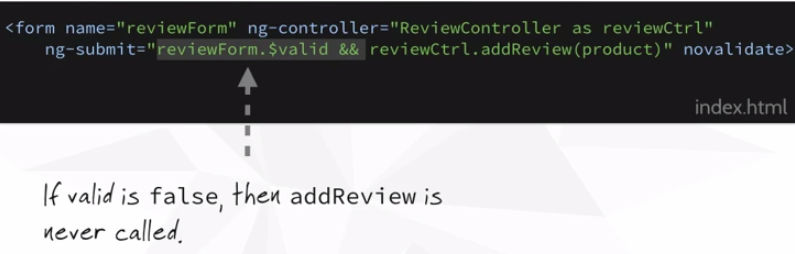 <form name="reviewForm" ng-controller="ReviewController as reviewCtrl"
ng-submit="reviewForm.$valid && reviewCtrl.addReview(product)" novalidate>
index.html
If valid is false, then addReview is
never called.